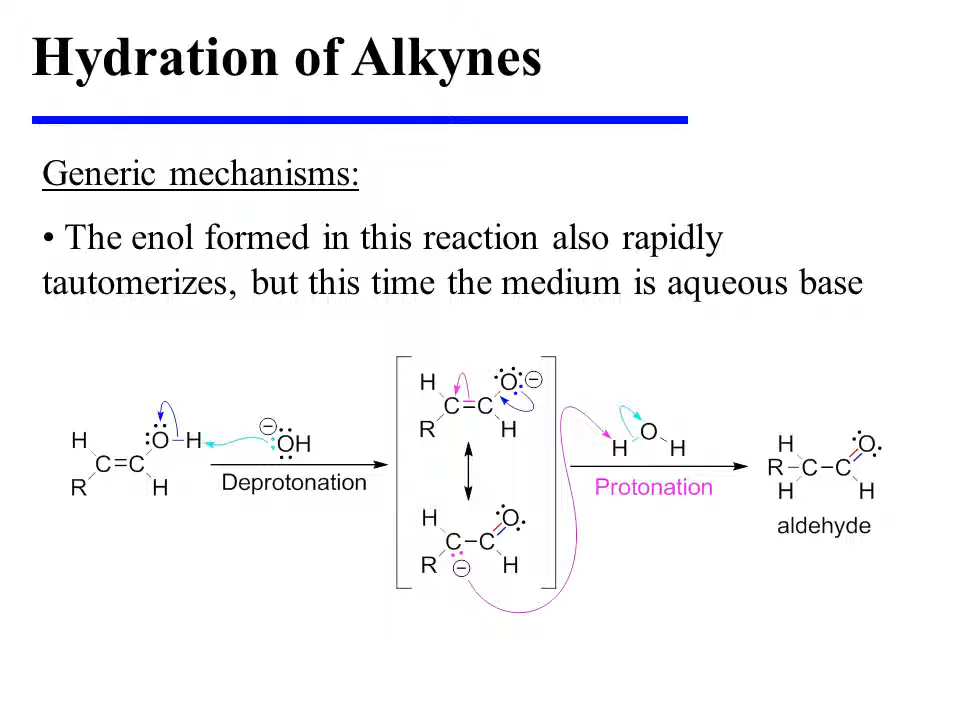 Hydration of Alkynes
Generic mechanisms:
• The enol formed in this reaction also rapidly
tautomerizes, but this time the medium is aqueous base
H O H
C=C
R H
⊖
OH
Deprotonation
H O ⊖
C=C
R H
H O
C–C
R ⊖ H
O
H H
Protonation
H O
R–C–C
H H
aldehyde